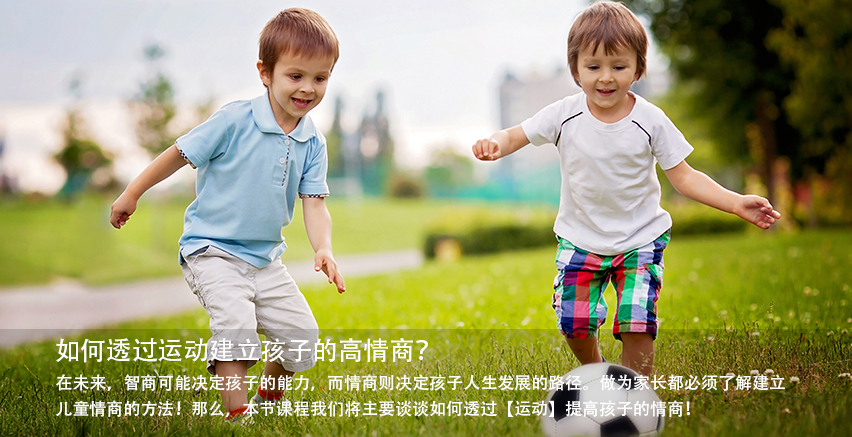 如何透过运动建立孩子的高情商？
在未来，智商可能决定孩子的能力，而情商则决定孩子人生发展的路径。做为家长都必须了解建立
儿童情商的方法！那么，本节课程我们将主要谈谈如何透过【运动】提高孩子的情商！